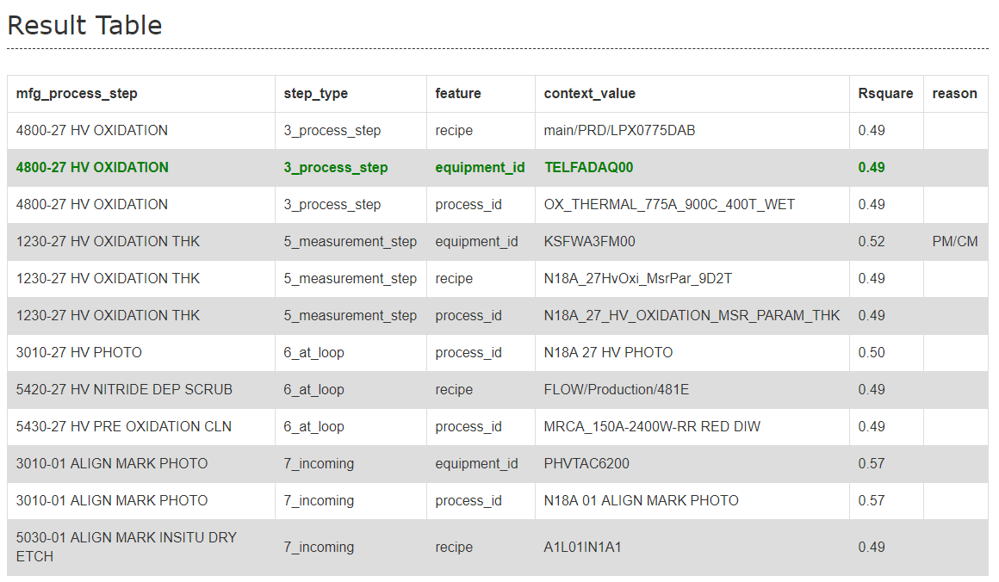 Result Table
mfg_process_step step_type feature context_value Rsquare reason
4800-27 HV OXIDATION 3_process_step recipe main/PRD/LPX0775DAB 0.49
4800-27 HV OXIDATION 3_process_step equipment_id TELFADAQ00 0.49
4800-27 HV OXIDATION 3_process_step process_id OX_THERMAL_775A_900C_400T_WET 0.49
1230-27 HV OXIDATION THK 5_measurement_step equipment_id KSFWA3FM00 0.52 PM/CM
1230-27 HV OXIDATION THK 5_measurement_step recipe N18A_27HvOxi_MsrPar_9D2T 0.49
1230-27 HV OXIDATION THK 5_measurement_step process_id N18A_27_HV_OXIDATION_MSR_PARAM_THK 0.49
3010-27 HV PHOTO 6_at_loop process_id N18A 27 HV PHOTO 0.50
5420-27 HV NITRIDE DEP SCRUB 6_at_loop recipe FLOW/Production/481E 0.49
5430-27 HV PRE OXIDATION CLN 6_at_loop process_id MRCA_150A-2400W-RR RED DIW 0.49
3010-01 ALIGN MARK PHOTO 7_incoming equipment_id PHVTAC6200 0.57
3010-01 ALIGN MARK PHOTO 7_incoming process_id N18A 01 ALIGN MARK PHOTO 0.57
5030-01 ALIGN MARK INSITU DRY
ETCH 7_incoming recipe A1L01IN1A1 0.49